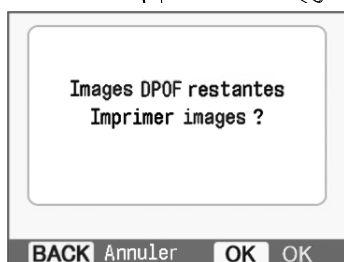 Images DPOF restantes
Imprimer images ?
BACK Annuler OK OK